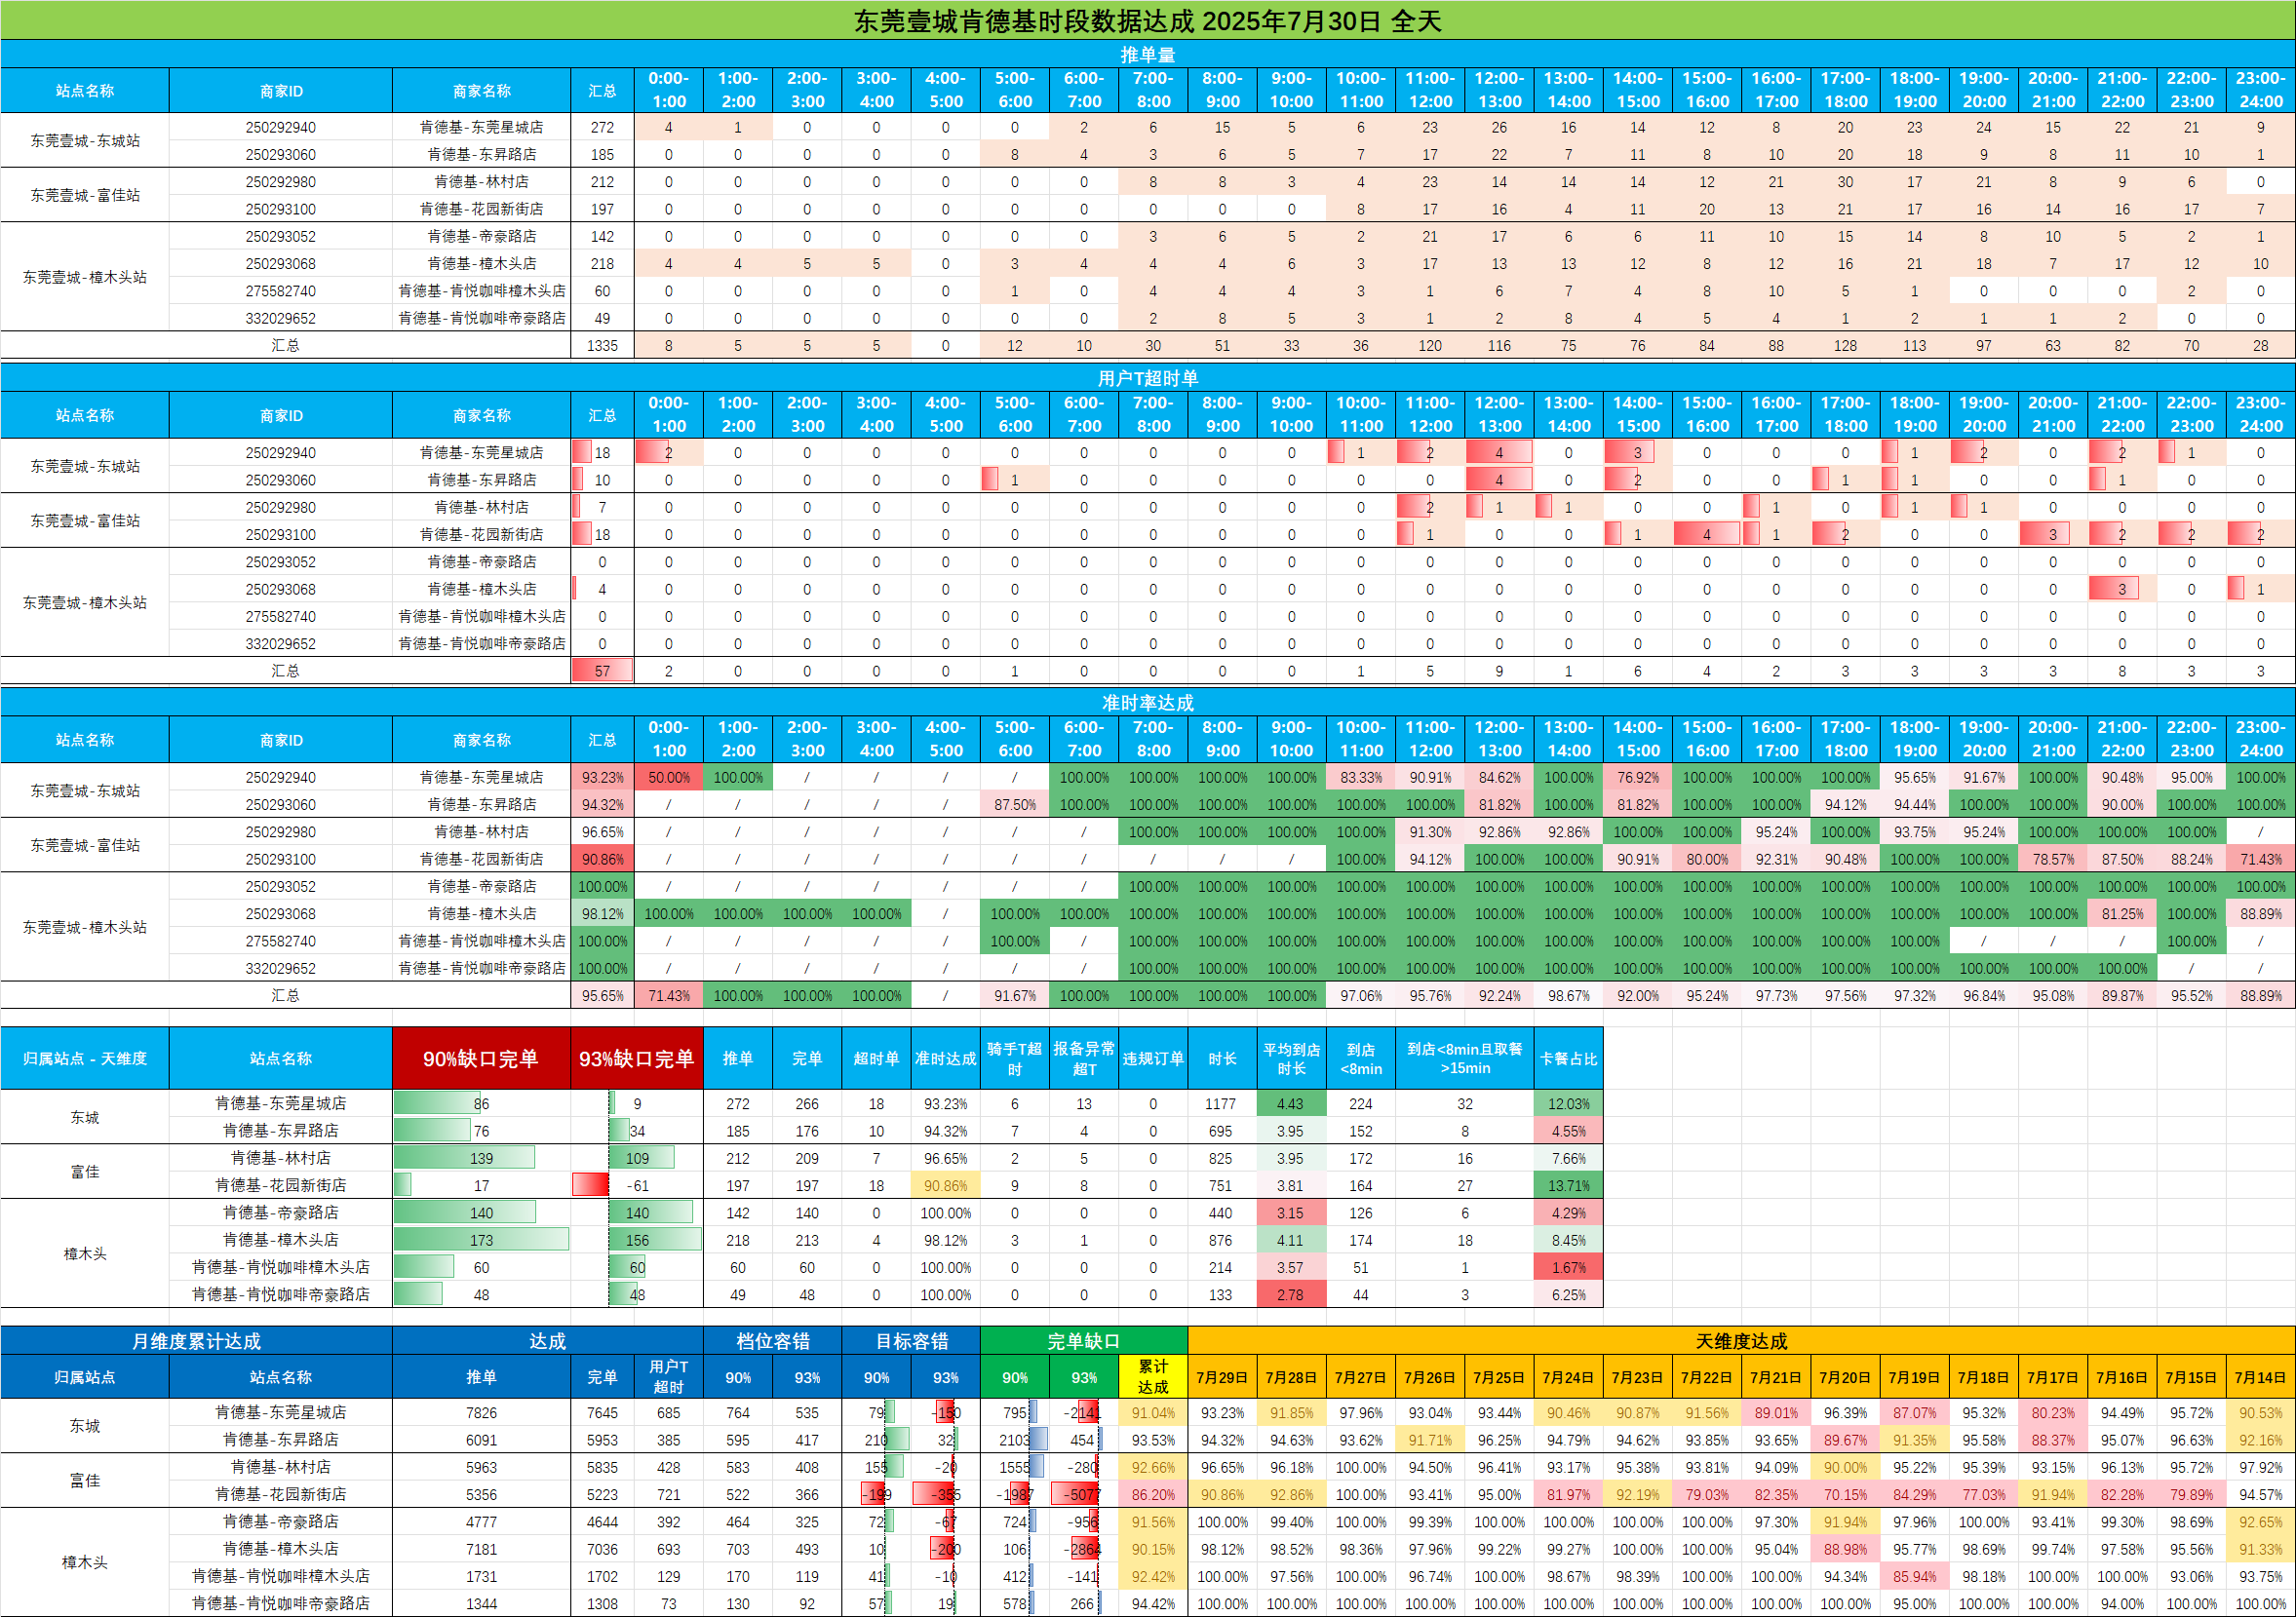 东莞壹城肯德基时段数据达成 2025年7月30日 全天
推单量
站点名称 商家ID 商家名称 汇总 0:00-1:00 1:00-2:00 2:00-3:00 3:00-4:00 4:00-5:00 5:00-6:00 6:00-7:00 7:00-8:00 8:00-9:00 9:00-10:00 10:00-11:00 11:00-12:00 12:00-13:00 13:00-14:00 14:00-15:00 15:00-16:00 16:00-17:00 17:00-18:00 18:00-19:00 19:00-20:00 20:00-21:00 21:00-22:00 22:00-23:00 23:00-24:00
东莞壹城-东城站 250292940 肯德基-东莞星城店 272 4 1 0 0 0 0 2 6 15 5 6 23 26 16 14 12 8 20 23 24 15 22 21 9
250293060 肯德基-东昇路店 185 0 0 0 0 0 8 4 3 6 5 7 17 22 7 11 8 10 20 18 9 8 11 10 1
东莞壹城-富佳站 250292980 肯德基-林村店 212 0 0 0 0 0 0 0 8 8 3 4 23 14 14 14 12 21 30 17 21 8 9 6 0
250293100 肯德基-花园新街店 197 0 0 0 0 0 0 0 0 0 0 8 17 16 4 11 20 13 21 17 16 14 16 17 7
东莞壹城-樟木头站 250293052 肯德基-帝豪路店 142 0 0 0 0 0 0 0 3 6 5 2 21 17 6 6 11 10 15 14 8 10 5 2 1
250293068 肯德基-樟木头店 218 4 4 5 5 0 3 4 4 4 6 3 17 13 13 12 8 12 16 21 18 7 17 12 10
275582740 肯德基-肯悦咖啡樟木头店 60 0 0 0 0 0 1 0 4 4 4 3 1 6 7 4 8 10 5 1 0 0 0 2 0
332029652 肯德基-肯悦咖啡帝豪路店 49 0 0 0 0 0 0 0 2 8 5 3 1 2 8 4 5 4 1 2 1 1 2 0 0
汇总 1335 8 5 5 5 0 12 10 30 51 33 36 120 116 75 76 84 88 128 113 97 63 82 70 28
用户T超时单
站点名称 商家ID 商家名称 汇总 0:00-1:00 1:00-2:00 2:00-3:00 3:00-4:00 4:00-5:00 5:00-6:00 6:00-7:00 7:00-8:00 8:00-9:00 9:00-10:00 10:00-11:00 11:00-12:00 12:00-13:00 13:00-14:00 14:00-15:00 15:00-16:00 16:00-17:00 17:00-18:00 18:00-19:00 19:00-20:00 20:00-21:00 21:00-22:00 22:00-23:00 23:00-24:00
东莞壹城-东城站 250292940 肯德基-东莞星城店 18 2 0 0 0 0 0 0 0 0 0 1 2 4 0 3 0 0 0 1 2 0 2 1 0
250293060 肯德基-东昇路店 10 0 0 0 0 0 1 0 0 0 0 0 0 4 0 2 0 0 1 1 0 0 1 0 0
东莞壹城-富佳站 250292980 肯德基-林村店 7 0 0 0 0 0 0 0 0 0 0 0 2 1 1 0 0 1 0 1 1 0 0 0 0
250293100 肯德基-花园新街店 18 0 0 0 0 0 0 0 0 0 0 0 1 0 0 1 4 1 2 0 0 3 2 2 2
东莞壹城-樟木头站 250293052 肯德基-帝豪路店 0 0 0 0 0 0 0 0 0 0 0 0 0 0 0 0 0 0 0 0 0 0 0 0 0
250293068 肯德基-樟木头店 4 0 0 0 0 0 0 0 0 0 0 0 0 0 0 0 0 0 0 0 0 0 3 0 1
275582740 肯德基-肯悦咖啡樟木头店 0 0 0 0 0 0 0 0 0 0 0 0 0 0 0 0 0 0 0 0 0 0 0 0 0
332029652 肯德基-肯悦咖啡帝豪路店 0 0 0 0 0 0 0 0 0 0 0 0 0 0 0 0 0 0 0 0 0 0 0 0 0
汇总 57 2 0 0 0 0 1 0 0 0 0 1 5 9 1 6 4 2 3 3 3 3 8 3 3
准时率达成
站点名称 商家ID 商家名称 汇总 0:00-1:00 1:00-2:00 2:00-3:00 3:00-4:00 4:00-5:00 5:00-6:00 6:00-7:00 7:00-8:00 8:00-9:00 9:00-10:00 10:00-11:00 11:00-12:00 12:00-13:00 13:00-14:00 14:00-15:00 15:00-16:00 16:00-17:00 17:00-18:00 18:00-19:00 19:00-20:00 20:00-21:00 21:00-22:00 22:00-23:00 23:00-24:00
东莞壹城-东城站 250292940 肯德基-东莞星城店 93.23% 50.00% 100.00% / / / / 100.00% 100.00% 100.00% 100.00% 83.33% 90.91% 84.62% 100.00% 76.92% 100.00% 100.00% 100.00% 95.65% 91.67% 100.00% 90.48% 95.00% 100.00%
250293060 肯德基-东昇路店 94.32% / / / / / 87.50% 100.00% 100.00% 100.00% 100.00% 100.00% 100.00% 81.82% 100.00% 81.82% 100.00% 100.00% 94.12% 94.44% 100.00% 100.00% 90.00% 100.00% 100.00%
东莞壹城-富佳站 250292980 肯德基-林村店 96.65% / / / / / / / 100.00% 100.00% 100.00% 100.00% 91.30% 92.86% 92.86% 100.00% 100.00% 95.24% 100.00% 93.75% 95.24% 100.00% 100.00% 100.00% /
250293100 肯德基-花园新街店 90.86% / / / / / / / / / / 100.00% 94.12% 100.00% 100.00% 90.91% 80.00% 92.31% 90.48% 100.00% 100.00% 78.57% 87.50% 88.24% 71.43%
东莞壹城-樟木头站 250293052 肯德基-帝豪路店 100.00% / / / / / / / 100.00% 100.00% 100.00% 100.00% 100.00% 100.00% 100.00% 100.00% 100.00% 100.00% 100.00% 100.00% 100.00% 100.00% 100.00% 100.00% 100.00%
250293068 肯德基-樟木头店 98.12% 100.00% 100.00% 100.00% 100.00% / 100.00% 100.00% 100.00% 100.00% 100.00% 100.00% 100.00% 100.00% 100.00% 100.00% 100.00% 100.00% 100.00% 100.00% 100.00% 100.00% 81.25% 100.00% 88.89%
275582740 肯德基-肯悦咖啡樟木头店 100.00% / / / / / 100.00% / 100.00% 100.00% 100.00% 100.00% 100.00% 100.00% 100.00% 100.00% 100.00% 100.00% 100.00% 100.00% / / / 100.00% /
332029652 肯德基-肯悦咖啡帝豪路店 100.00% / / / / / / / 100.00% 100.00% 100.00% 100.00% 100.00% 100.00% 100.00% 100.00% 100.00% 100.00% 100.00% 100.00% 100.00% 100.00% 100.00% / /
汇总 95.65% 71.43% 100.00% 100.00% 100.00% / 91.67% 100.00% 100.00% 100.00% 100.00% 97.06% 95.76% 92.24% 98.67% 92.00% 95.24% 97.73% 97.56% 97.32% 96.84% 95.08% 89.87% 95.52% 88.89%
归属站点 - 天维度 站点名称 90%缺口完单 93%缺口完单 推单 完单 超时单 准时达成 骑手T超时 报备异常超T 违规订单 时长 平均到店时长 到店<8min 到店<8min且取餐>15min 卡餐占比
东城 肯德基-东莞星城店 86 9 272 266 18 93.23% 6 13 0 1177 4.43 224 32 12.03%
肯德基-东昇路店 76 34 185 176 10 94.32% 7 4 0 695 3.95 152 8 4.55%
富佳 肯德基-林村店 139 109 212 209 7 96.65% 2 5 0 825 3.95 172 16 7.66%
肯德基-花园新街店 17 -61 197 197 18 90.86% 9 8 0 751 3.81 164 27 13.71%
樟木头 肯德基-帝豪路店 140 140 142 140 0 100.00% 0 0 0 440 3.15 126 6 4.29%
肯德基-樟木头店 173 156 218 213 4 98.12% 3 1 0 876 4.11 174 18 8.45%
肯德基-肯悦咖啡樟木头店 60 60 60 60 0 100.00% 0 0 0 214 3.57 51 1 1.67%
肯德基-肯悦咖啡帝豪路店 48 48 49 48 0 100.00% 0 0 0 133 2.78 44 3 6.25%
月维度累计达成 达成 档位容错 目标容错 完单缺口 天维度达成
归属站点 站点名称 推单 完单 用户T超时 90% 93% 90% 93% 90% 93% 累计达成 7月29日 7月28日 7月27日 7月26日 7月25日 7月24日 7月23日 7月22日 7月21日 7月20日 7月19日 7月18日 7月17日 7月16日 7月15日 7月14日
东城 肯德基-东莞星城店 7826 7645 685 764 535 79 -150 795 -2141 91.04% 93.23% 91.85% 97.96% 93.04% 93.44% 90.46% 90.87% 91.56% 89.01% 96.39% 87.07% 95.32% 80.23% 94.49% 95.72% 90.53%
肯德基-东昇路店 6091 5953 385 595 417 210 32 2103 454 93.53% 94.32% 94.63% 93.62% 91.71% 96.25% 94.79% 94.62% 93.85% 93.65% 89.67% 91.35% 95.58% 88.37% 95.07% 96.63% 92.16%
富佳 肯德基-林村店 5963 5835 428 583 408 155 -20 1555 -280 92.66% 96.65% 96.18% 100.00% 94.50% 96.41% 93.17% 95.38% 93.81% 94.09% 90.00% 95.22% 95.39% 93.15% 96.13% 95.72% 97.92%
肯德基-花园新街店 5356 5223 721 522 366 -199 -355 -1987 -5077 86.20% 90.86% 92.86% 100.00% 93.41% 95.00% 81.97% 92.19% 79.03% 82.35% 70.15% 84.29% 77.03% 91.94% 82.28% 79.89% 94.57%
樟木头 肯德基-帝豪路店 4777 4644 392 464 325 72 -67 724 -956 91.56% 100.00% 99.40% 100.00% 99.39% 100.00% 100.00% 100.00% 100.00% 97.30% 91.94% 97.96% 100.00% 93.41% 99.30% 98.69% 92.65%
肯德基-樟木头店 7181 7036 693 703 493 10 -200 106 -2864 90.15% 98.12% 98.52% 98.36% 97.96% 99.22% 99.27% 100.00% 100.00% 95.04% 88.98% 95.77% 98.69% 99.74% 97.58% 95.56% 91.33%
肯德基-肯悦咖啡樟木头店 1731 1702 129 170 119 41 -10 412 -141 92.42% 100.00% 97.56% 100.00% 96.74% 100.00% 98.67% 98.39% 100.00% 100.00% 94.34% 85.94% 98.18% 100.00% 100.00% 93.06% 93.75%
肯德基-肯悦咖啡帝豪路店 1344 1308 73 130 92 57 19 578 266 94.42% 100.00% 100.00% 100.00% 100.00% 100.00% 100.00% 100.00% 100.00% 100.00% 100.00% 95.00% 100.00% 100.00% 94.00% 100.00% 100.00%